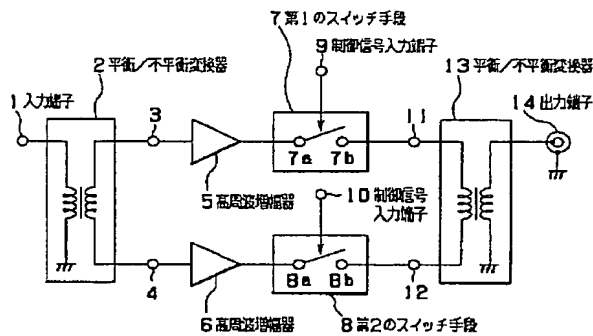 7 第1のスイッチ手段
9 制御信号入力端子
2 平衡／不平衡変換器
13 平衡／不平衡変換器
1 入力端子
14 出力端子
3
11
7a 7b
5 高周波増幅器
10 制御信号
入力端子
8a 8b
4
12
6 高周波増幅器
8 第2のスイッチ手段